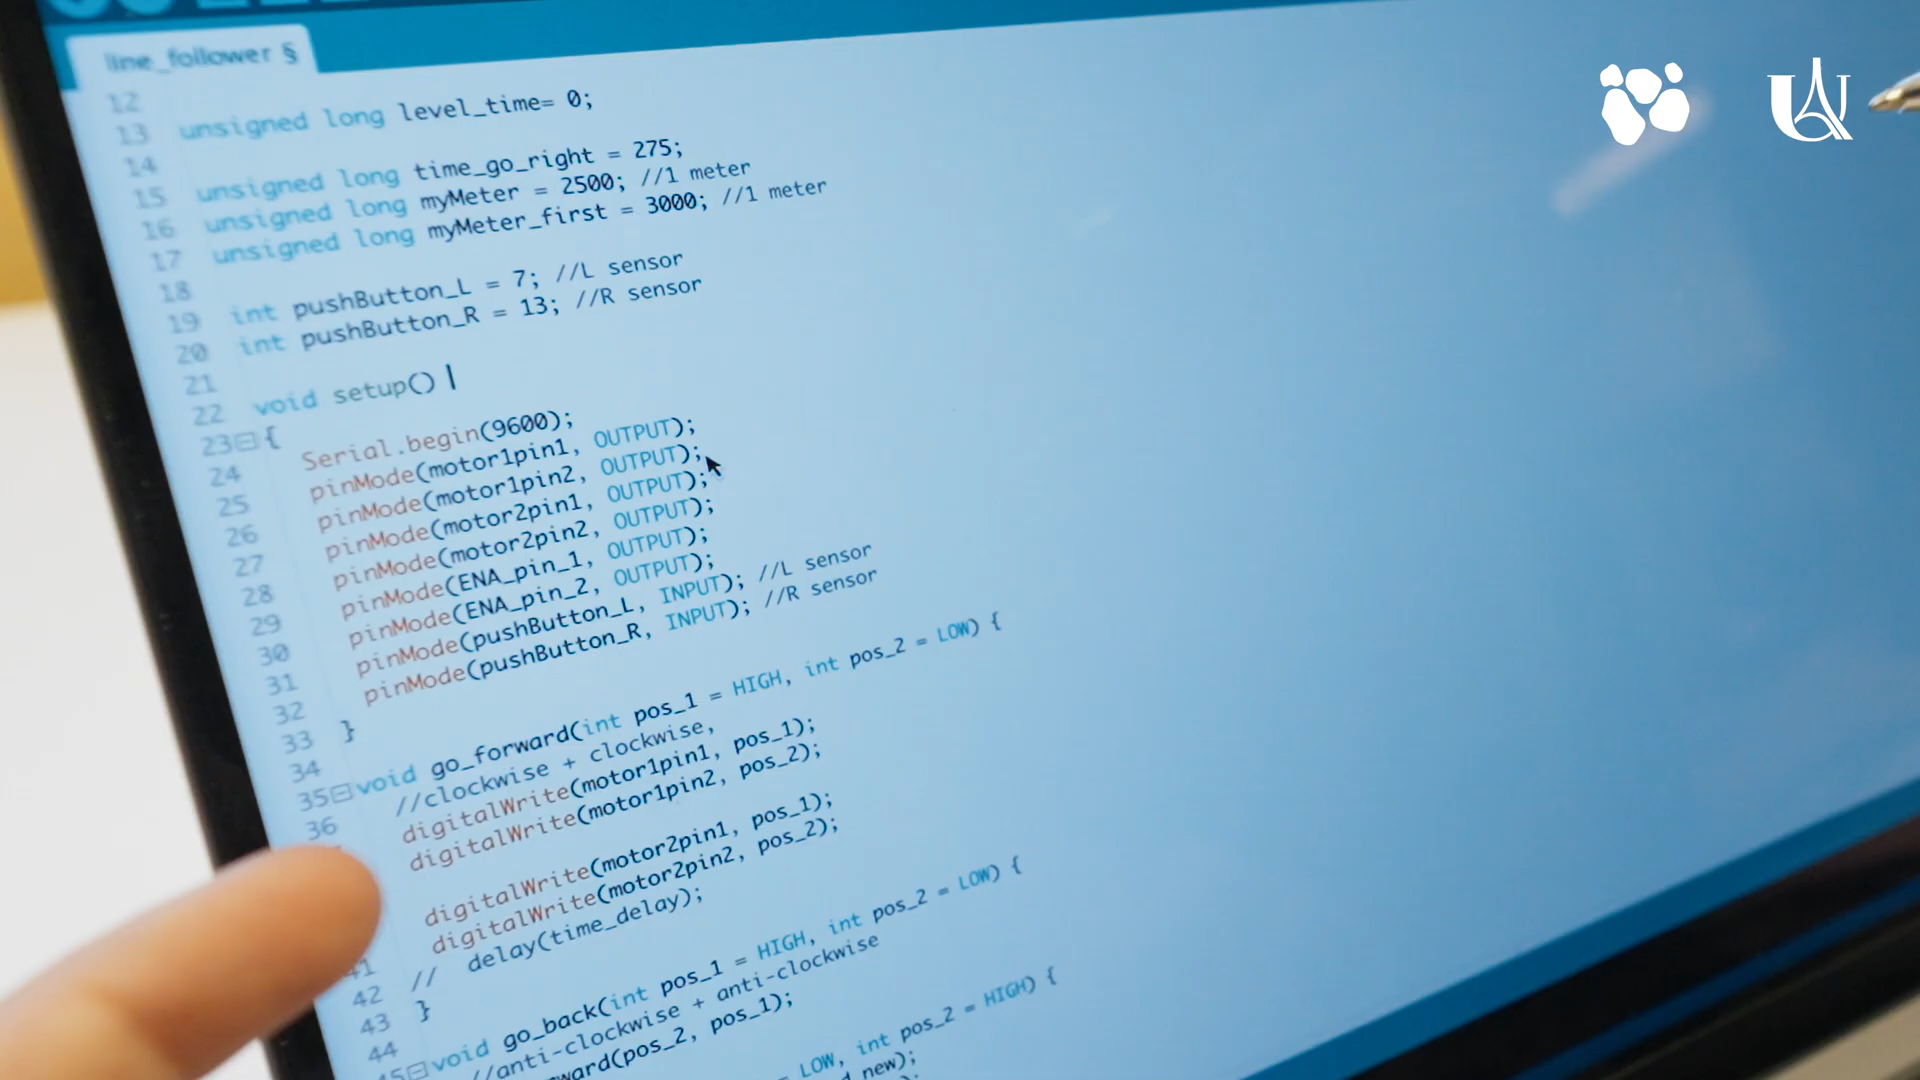 line_follower §
12
13 unsigned long level_time= 0;
14
15 unsigned long time_go_right = 275;
16 unsigned long myMeter = 2500; //1 meter
17 unsigned long myMeter_first = 3000; //1 meter
18
19 int pushButton_L = 7; //L sensor
20 int pushButton_R = 13; //R sensor
21
22 void setup()
23 {
24 Serial.begin(9600);
25 pinMode(motor1pin1, OUTPUT);
26 pinMode(motor1pin2, OUTPUT);
27 pinMode(motor2pin1, OUTPUT);
28 pinMode(motor2pin2, OUTPUT);
29 pinMode(ENA_pin_1, OUTPUT);
30 pinMode(ENA_pin_2, OUTPUT);
31 pinMode(pushButton_L, INPUT); //L sensor
32 pinMode(pushButton_R, INPUT); //R sensor
33 }
34
35 void go_forward(int pos_1 = HIGH, int pos_2 = LOW) {
36 //clockwise + clockwise,
digitalWrite(motor1pin1, pos_1);
digitalWrite(motor1pin2, pos_2);
digitalWrite(motor2pin1, pos_1);
digitalWrite(motor2pin2, pos_2);
42 // delay(time_delay);
43 }
44
45 void go_back(int pos_1 = HIGH, int pos_2 = LOW) {
//anti-clockwise + anti-clockwise
(pos_2, pos_1);
LOW, int pos_2 = HIGH) {
new);